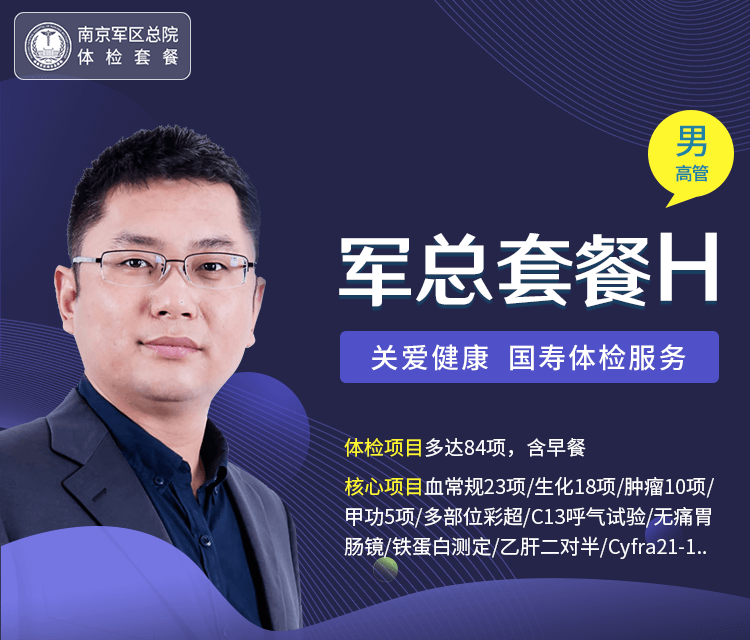 南京军区总院
体检套餐
男
高管
军总套餐H
关爱健康 国寿体检服务
体检项目多达84项，含早餐
核心项目血常规23项/生化18项/肿瘤10项/
甲功5项/多部位彩超/C13呼气试验/无痛胃
肠镜/铁蛋白测定/乙肝二对半/Cyfra21-1..